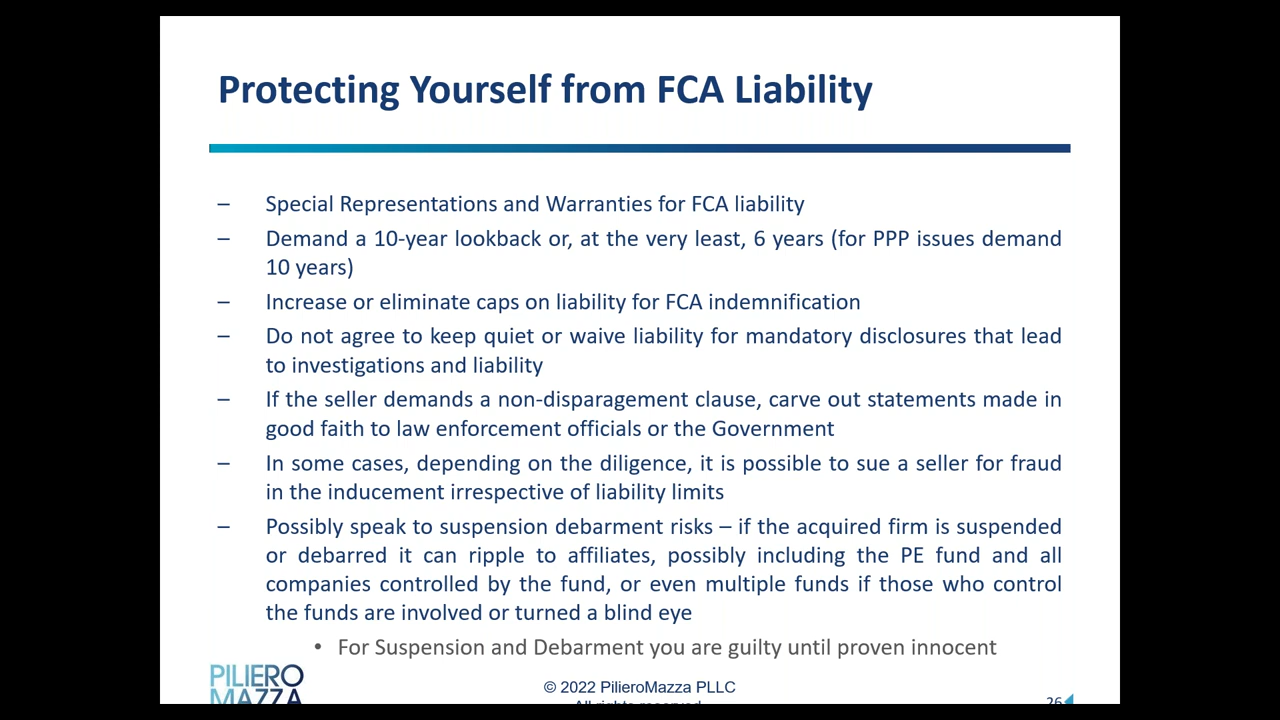 Protecting Yourself from FCA Liability
– Special Representations and Warranties for FCA liability
– Demand a 10-year lookback or, at the very least, 6 years (for PPP issues demand
10 years)
– Increase or eliminate caps on liability for FCA indemnification
– Do not agree to keep quiet or waive liability for mandatory disclosures that lead
to investigations and liability
– If the seller demands a non-disparagement clause, carve out statements made in
good faith to law enforcement officials or the Government
– In some cases, depending on the diligence, it is possible to sue a seller for fraud
in the inducement irrespective of liability limits
– Possibly speak to suspension debarment risks – if the acquired firm is suspended
or debarred it can ripple to affiliates, possibly including the PE fund and all
companies controlled by the fund, or even multiple funds if those who control
the funds are involved or turned a blind eye
• For Suspension and Debarment you are guilty until proven innocent
PILIERO
MAZZA
© 2022 PilieroMazza PLLC
All rights reserved
26